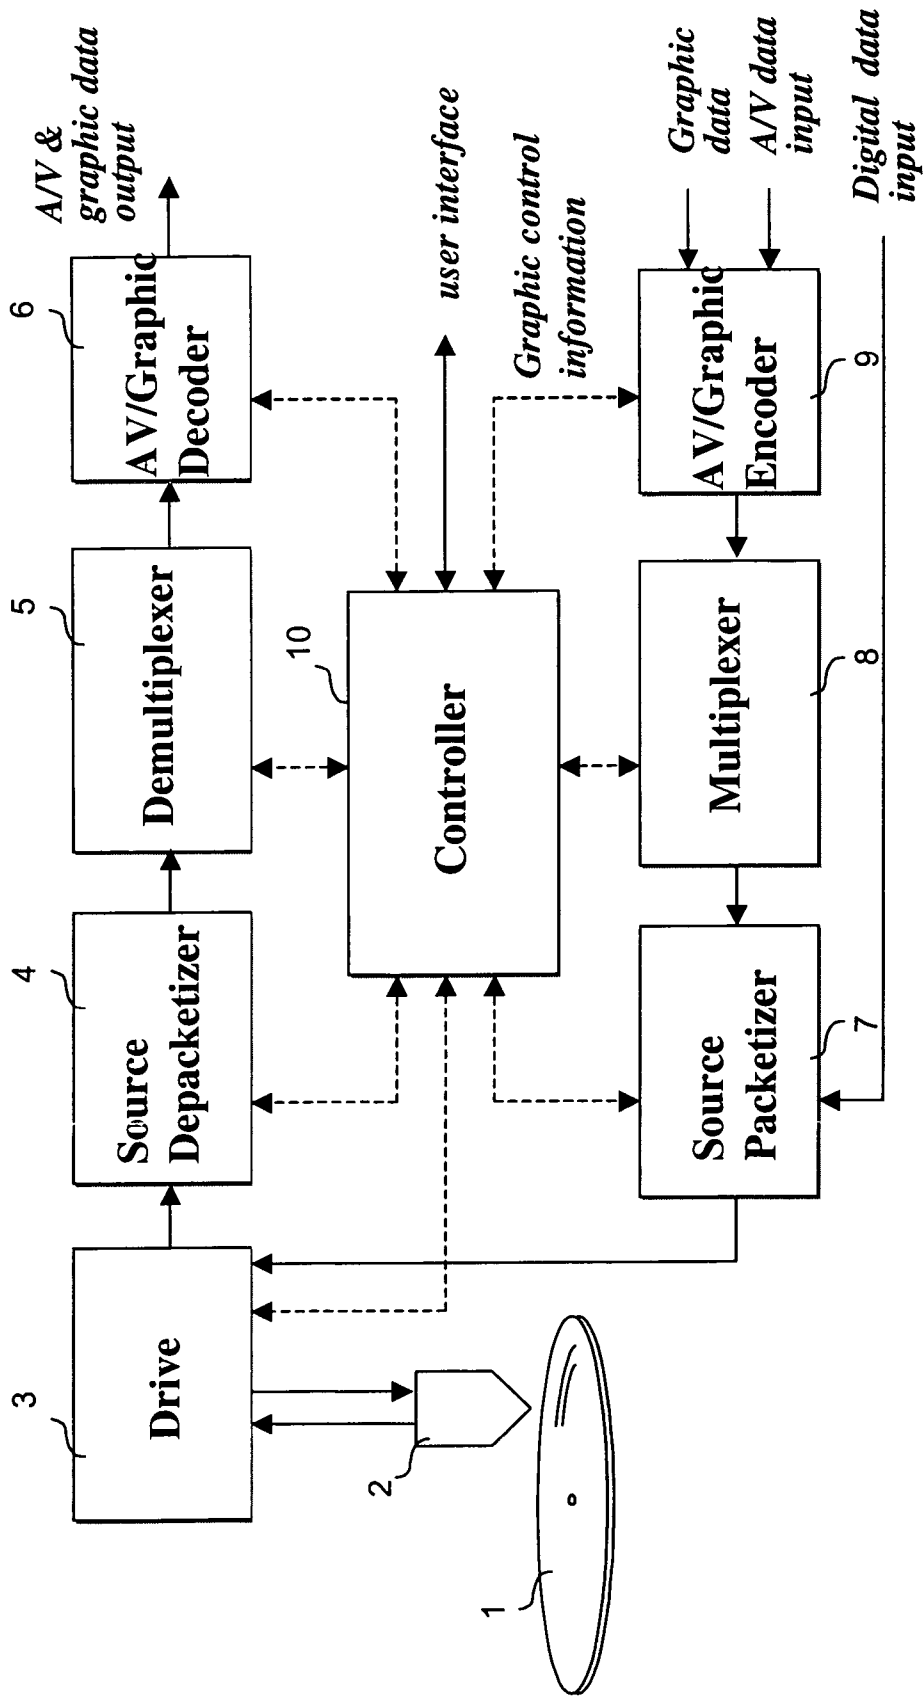 A/V &
graphic data
output
6
AV/Graphic
Decoder
5
Demultiplexer
4
Source
Depacketizer
3
Drive
user interface
Graphic control
information
10
Controller
2
1
Graphic
data
A/V data
input
Digital data
input
AV/Graphic
Encoder
9
Multiplexer
8
Source
Packetizer
7